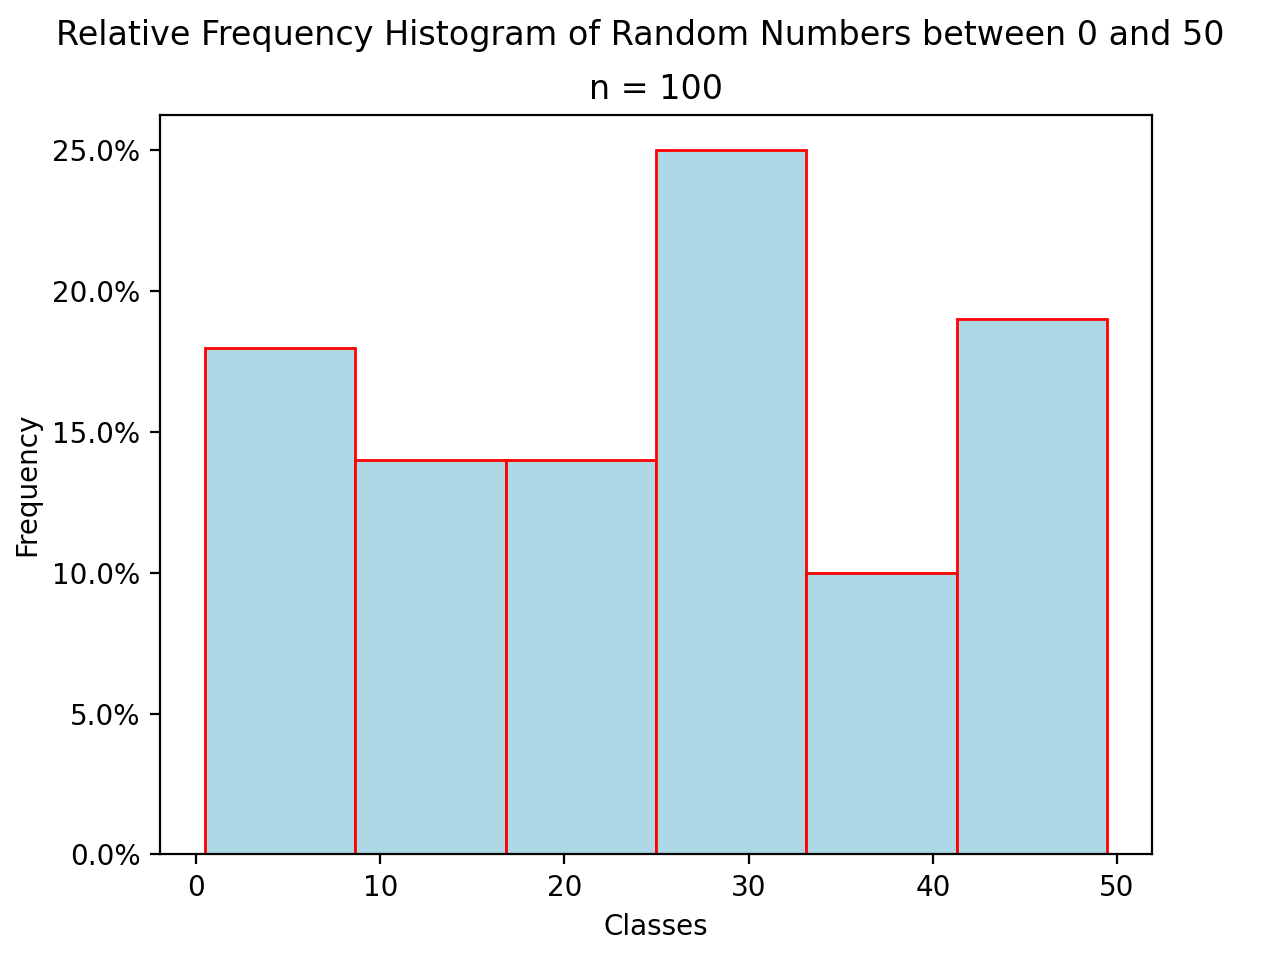 Relative Frequency Histogram of Random Numbers between 0 and 50
n = 100
25.0%
20.0%
15.0%
10.0%
5.0%
0.0%
Frequency
0 10 20 30 40 50
Classes